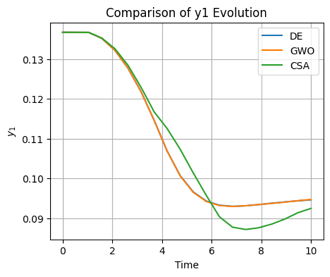 Comparison of y1 Evolution
DE
GWO
CSA
0.13
0.12
0.11
0.10
0.09
y₁
0
2
4
6
8
10
Time